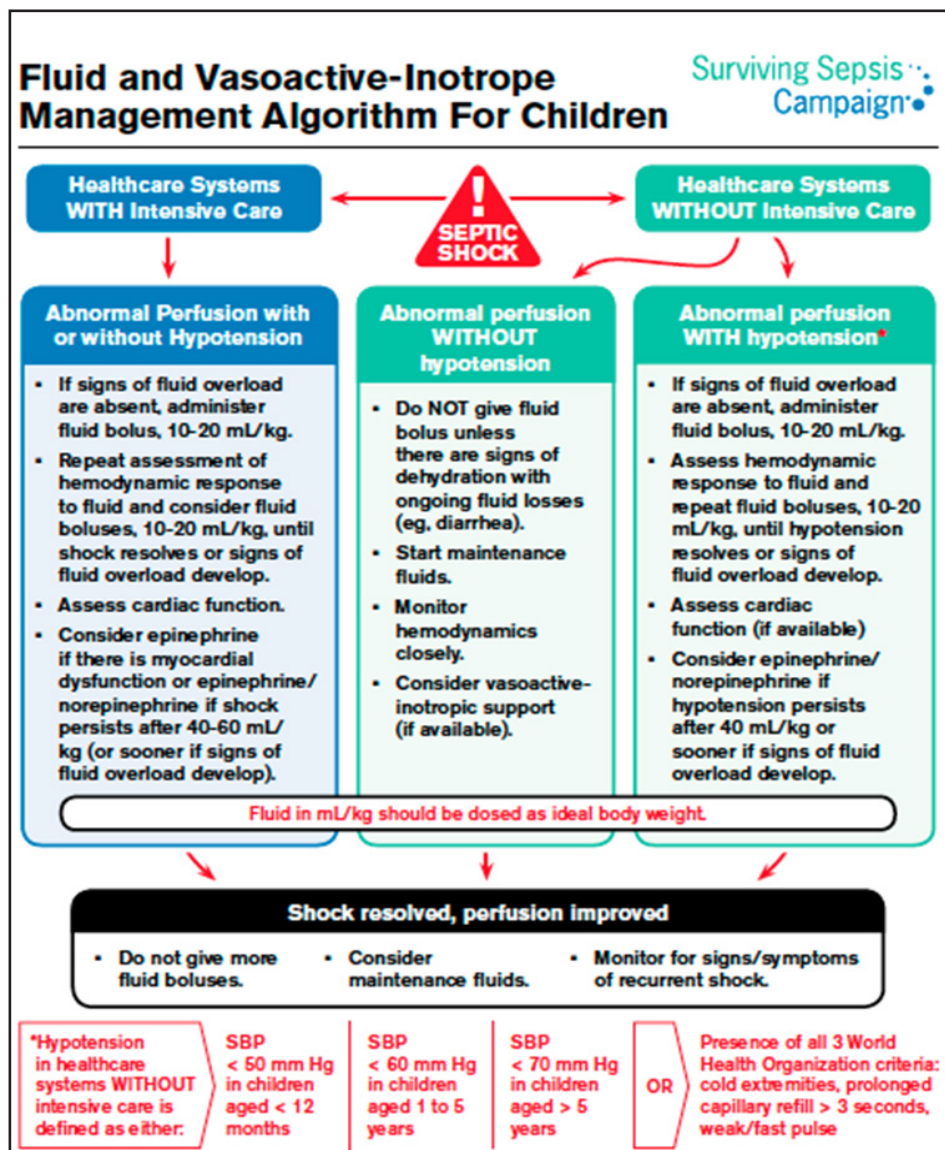 Fluid and Vasoactive-Inotrope
Management Algorithm For Children
Surviving Sepsis
Campaign
Healthcare Systems
WITH Intensive Care
!
SEPTIC
SHOCK
Healthcare Systems
WITHOUT Intensive Care
Abnormal Perfusion with
or without Hypotension
▪ If signs of fluid overload
are absent, administer
fluid bolus, 10-20 mL/kg.
▪ Repeat assessment of
hemodynamic response
to fluid and consider fluid
boluses, 10-20 mL/kg, until
shock resolves or signs of
fluid overload develop.
▪ Assess cardiac function.
▪ Consider epinephrine
if there is myocardial
dysfunction or epinephrine/
norepinephrine if shock
persists after 40-60 mL/
kg (or sooner if signs of
fluid overload develop).
Abnormal perfusion
WITHOUT
hypotension
▪ Do NOT give fluid
bolus unless
there are signs of
dehydration with
ongoing fluid losses
(eg, diarrhea).
▪ Start maintenance
fluids.
▪ Monitor
hemodynamics
closely.
▪ Consider vasoactive-
inotropic support
(if available).
Abnormal perfusion
WITH hypotension*
▪ If signs of fluid overload
are absent, administer
fluid bolus, 10-20 mL/kg.
▪ Assess hemodynamic
response to fluid and
repeat fluid boluses, 10-20
mL/kg, until hypotension
resolves or signs of
fluid overload develop.
▪ Assess cardiac
function (if available)
▪ Consider epinephrine/
norepinephrine if
hypotension persists
after 40 mL/kg or
sooner if signs of fluid
overload develop.
Fluid in mL/kg should be dosed as ideal body weight.
Shock resolved, perfusion improved
▪ Do not give more
fluid boluses.
▪ Consider
maintenance fluids.
▪ Monitor for signs/symptoms
of recurrent shock.
*Hypotension
in healthcare
systems WITHOUT
intensive care is
defined as either:
SBP
< 50 mm Hg
in children
aged < 12
months
SBP
< 60 mm Hg
in children
aged 1 to 5
years
SBP
< 70 mm Hg
in children
aged > 5
years
OR
Presence of all 3 World
Health Organization criteria:
cold extremities, prolonged
capillary refill > 3 seconds,
weak/fast pulse